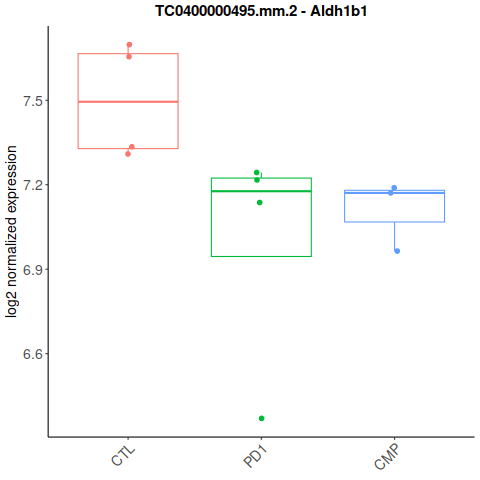 TC0400000495.mm.2 - Aldh1b1
log2 normalized expression
7.5
7.2
6.9
6.6
CTL
PD1
CMP